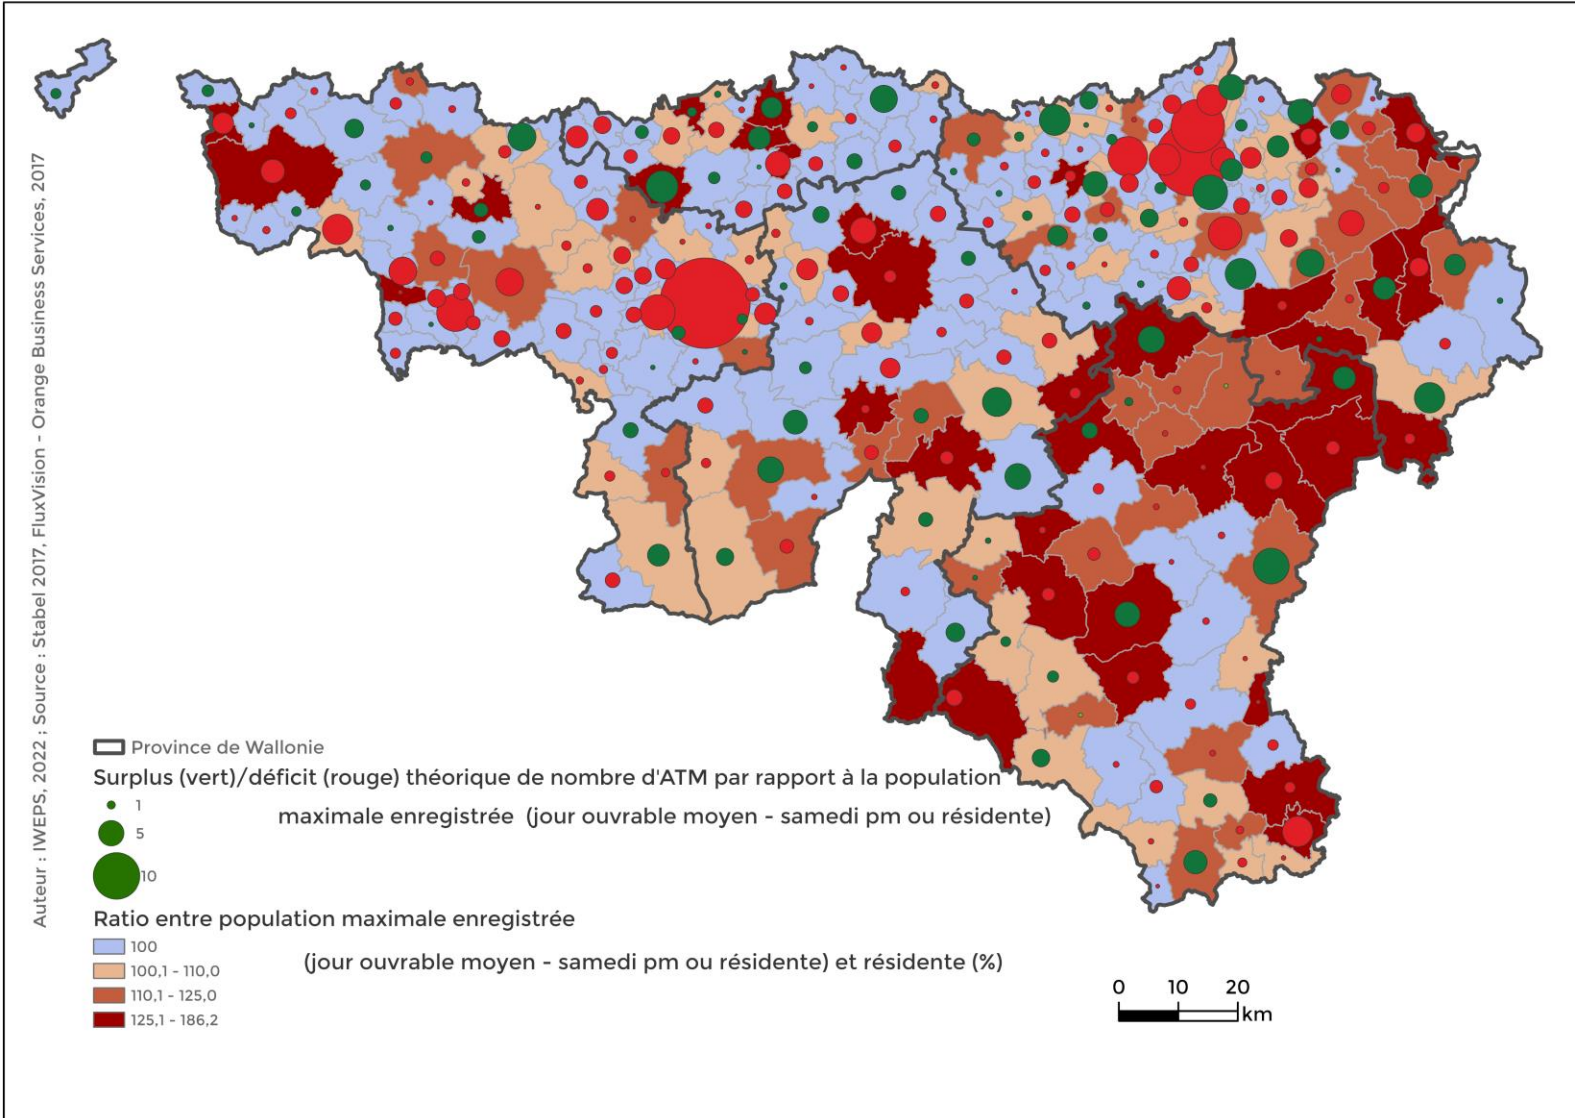 Auteur : IWEPS, 2022 ; Source : Stabel 2017, FluxVision - Orange Business Services, 2017
Province de Wallonie
Surplus (vert)/déficit (rouge) théorique de nombre d'ATM par rapport à la population
maximale enregistrée (jour ouvrable moyen - samedi pm ou résidente)
1
5
10
Ratio entre population maximale enregistrée
(jour ouvrable moyen - samedi pm ou résidente) et résidente (%)
100
100,1 - 110,0
110,1 - 125,0
125,1 - 186,2
0 10 20
km